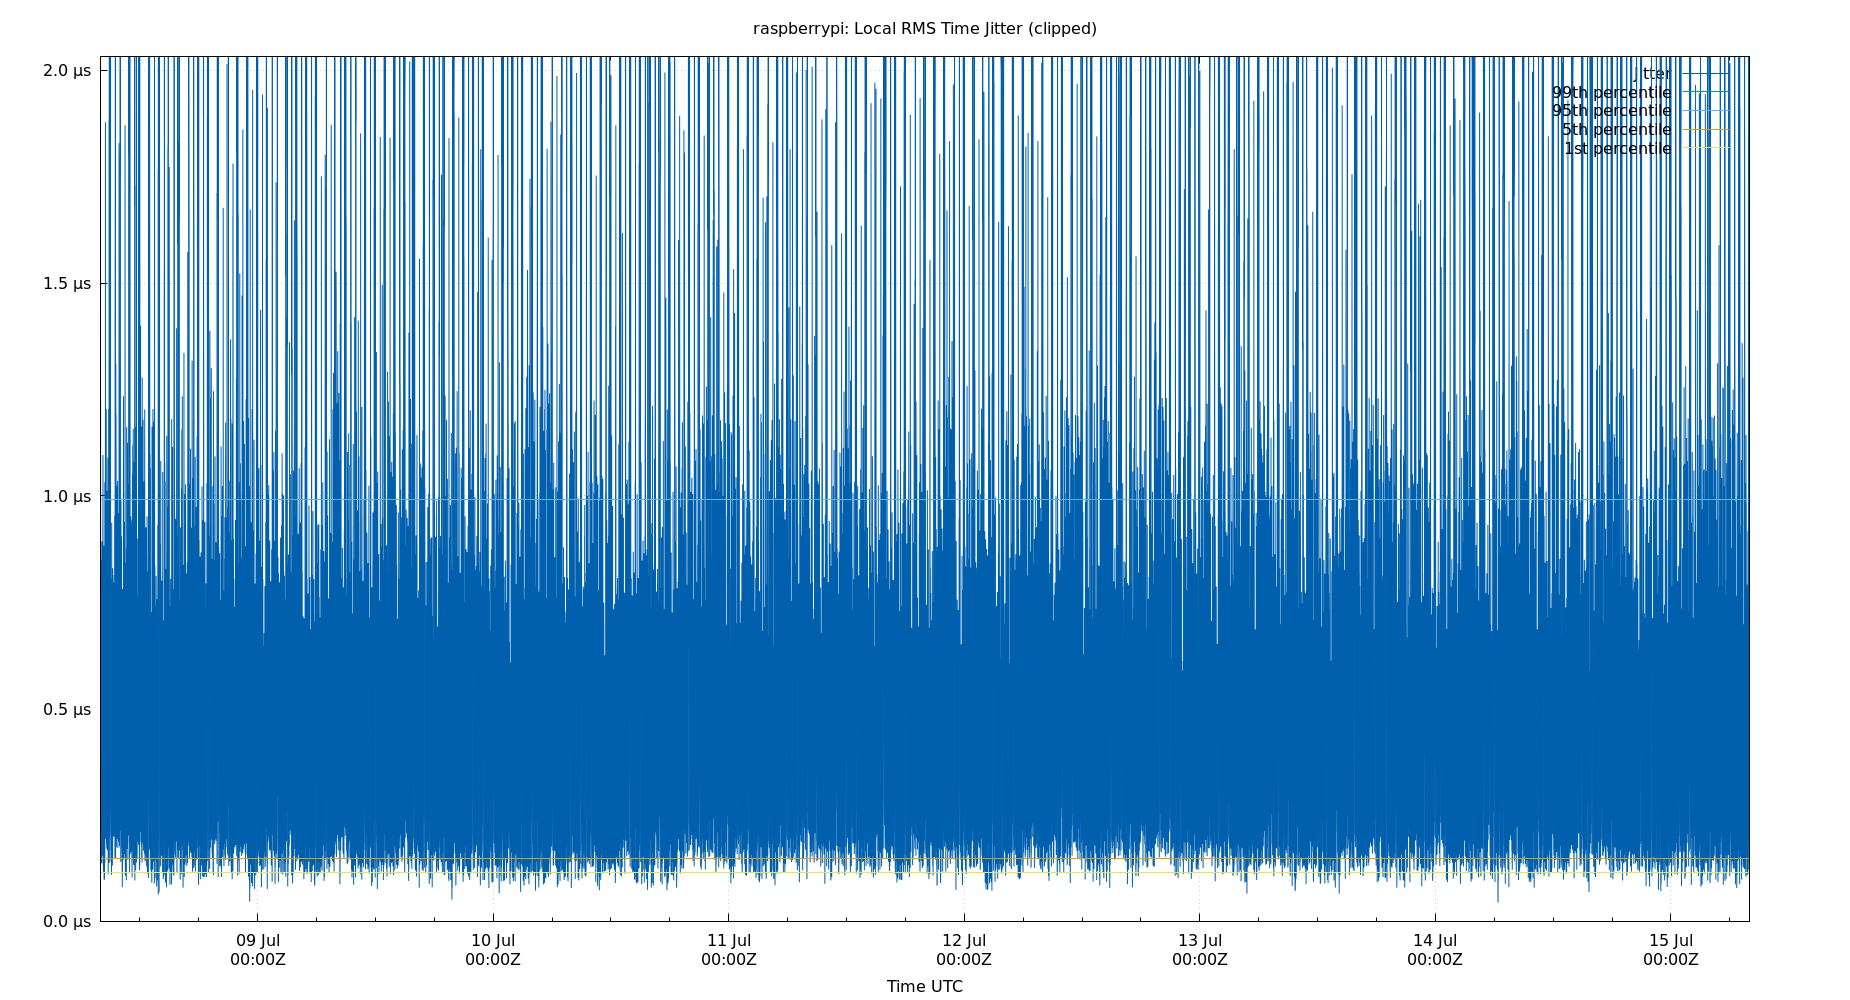 raspberrypi: Local RMS Time Jitter (clipped)
2.0 µs
1.5 µs
1.0 µs
0.5 µs
0.0 µs
Jitter
99th percentile
95th percentile
5th percentile
1st percentile
09 Jul
00:00Z
10 Jul
00:00Z
11 Jul
00:00Z
12 Jul
00:00Z
13 Jul
00:00Z
14 Jul
00:00Z
15 Jul
00:00Z
Time UTC